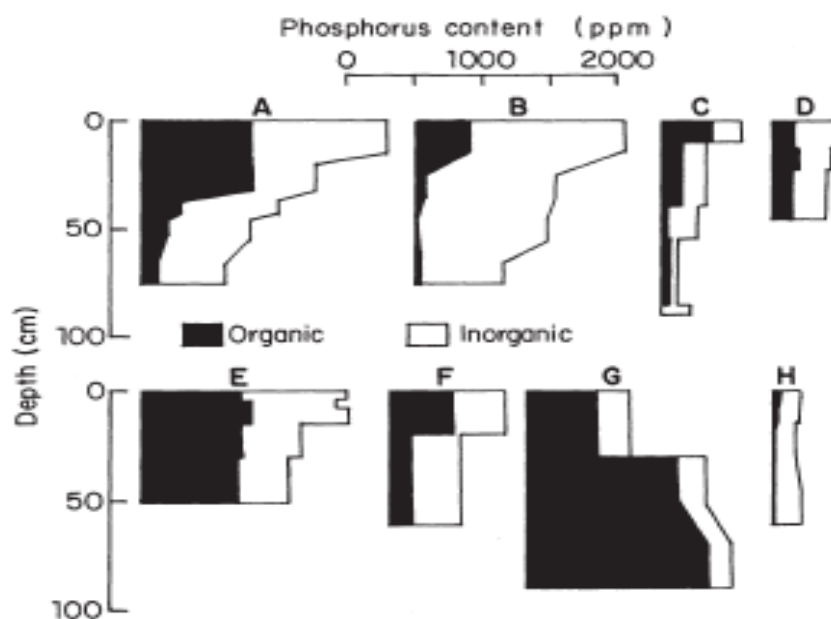 Phosphorus content (ppm)
0 1000 2000
A B C D
0
50
100
Organic Inorganic
Depth (cm)
E F G H
0
50
100